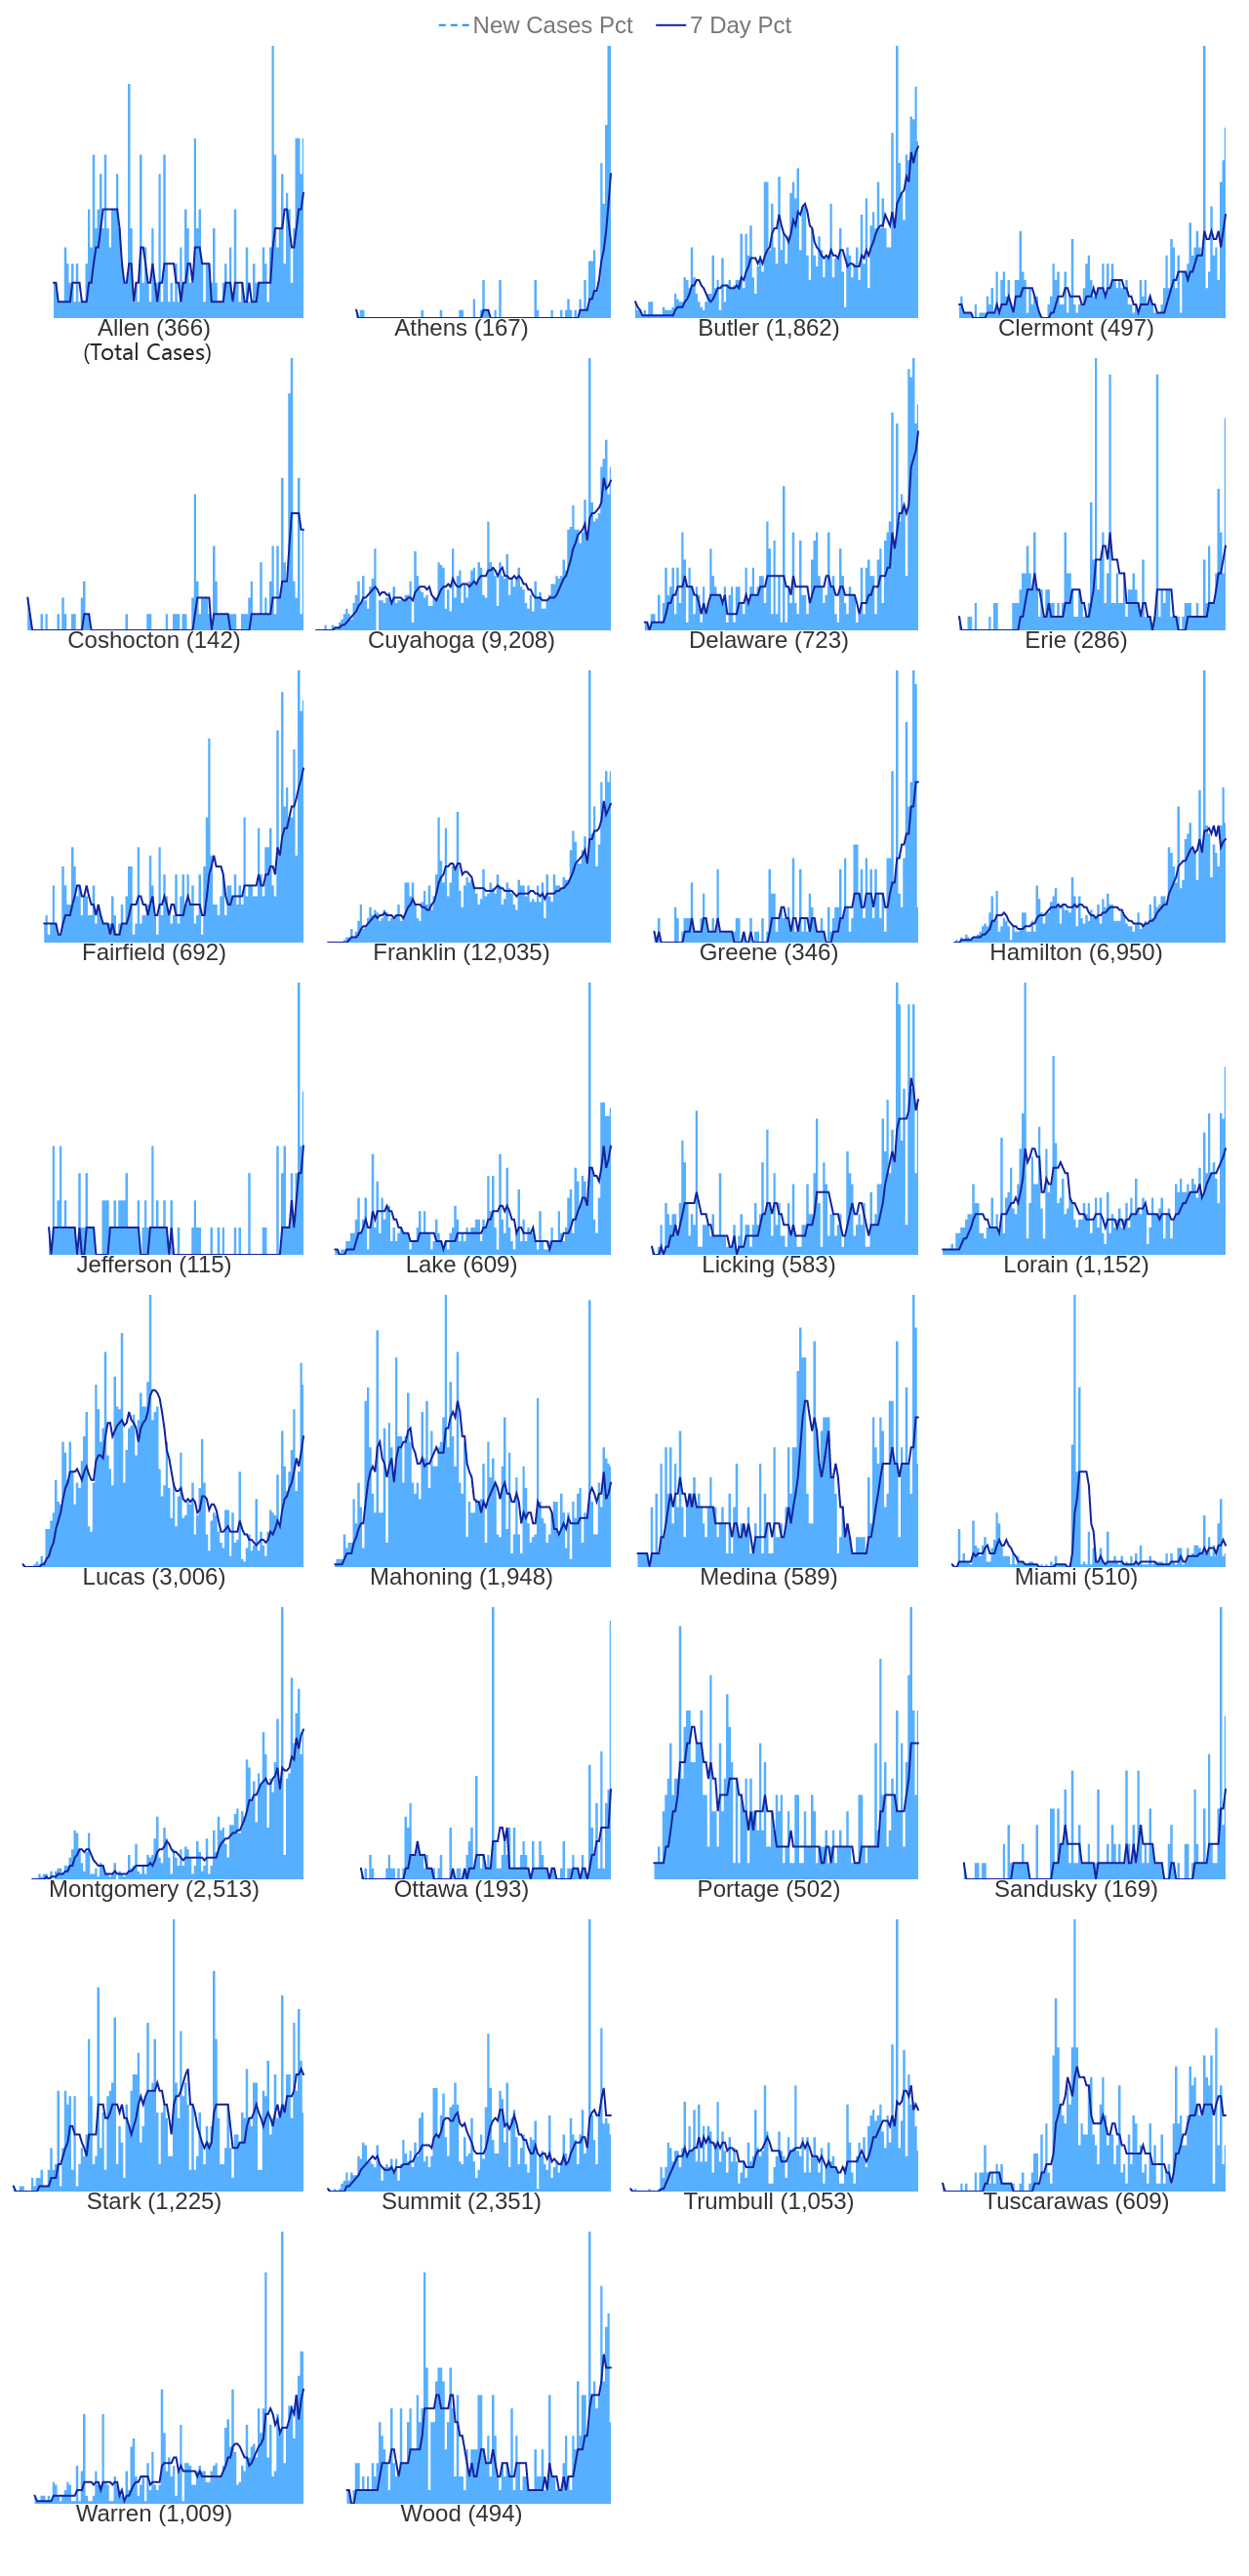 New Cases Pct 7 Day Pct
Allen (366) Athens (167) Butler (1,862) Clermont (497)
(Total Cases)
Coshocton (142) Cuyahoga (9,208) Delaware (723) Erie (286)
Fairfield (692) Franklin (12,035) Greene (346) Hamilton (6,950)
Jefferson (115) Lake (609) Licking (583) Lorain (1,152)
Lucas (3,006) Mahoning (1,948) Medina (589) Miami (510)
Montgomery (2,513) Ottawa (193) Portage (502) Sandusky (169)
Stark (1,225) Summit (2,351) Trumbull (1,053) Tuscarawas (609)
Warren (1,009) Wood (494)